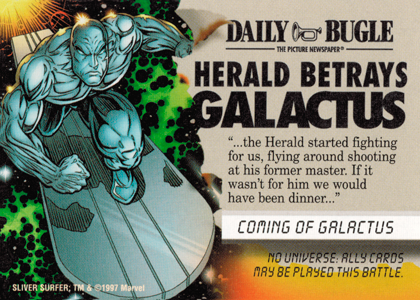 DAILY BUGLE
THE PICTURE NEWSPAPER®
HERALD BETRAYS
GALACTUS
“...the Herald started fighting
for us, flying around shooting
at his former master. If it
wasn’t for him we would
have been dinner...”
COMING OF GALACTUS
NO UNIVERSE: ALLY CARDS
MAY BE PLAYED THIS BATTLE.
SLIVER SURFER; TM & ©1997 Marvel